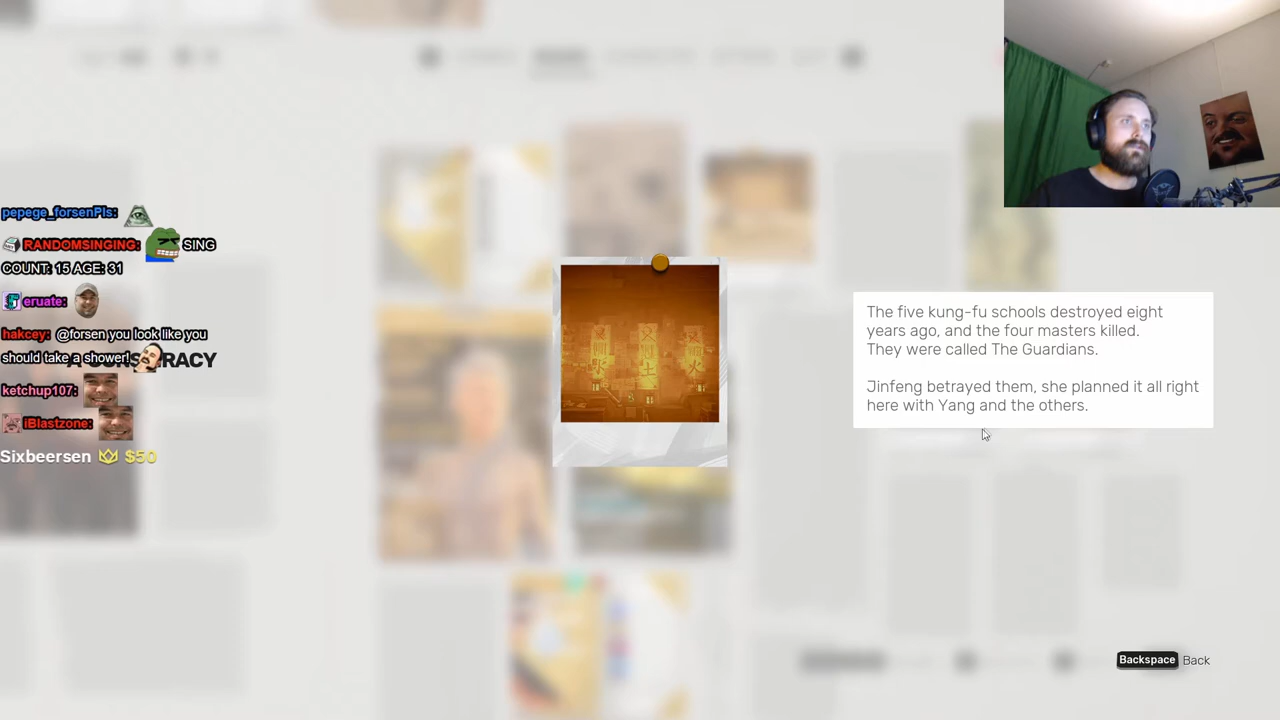 pepege_forsenPls:
RANDOMSINGING: SING
COUNT: 15 AGE: 31
eruate:
hakcey: @forsen you look like you
should take a shower!
RACY
ketchup107:
iBlastzone:
Sixbeersen $50
火
The five kung-fu schools destroyed eight
years ago, and the four masters killed.
They were called The Guardians.
Jinfeng betrayed them, she planned it all right
here with Yang and the others.
Backspace Back